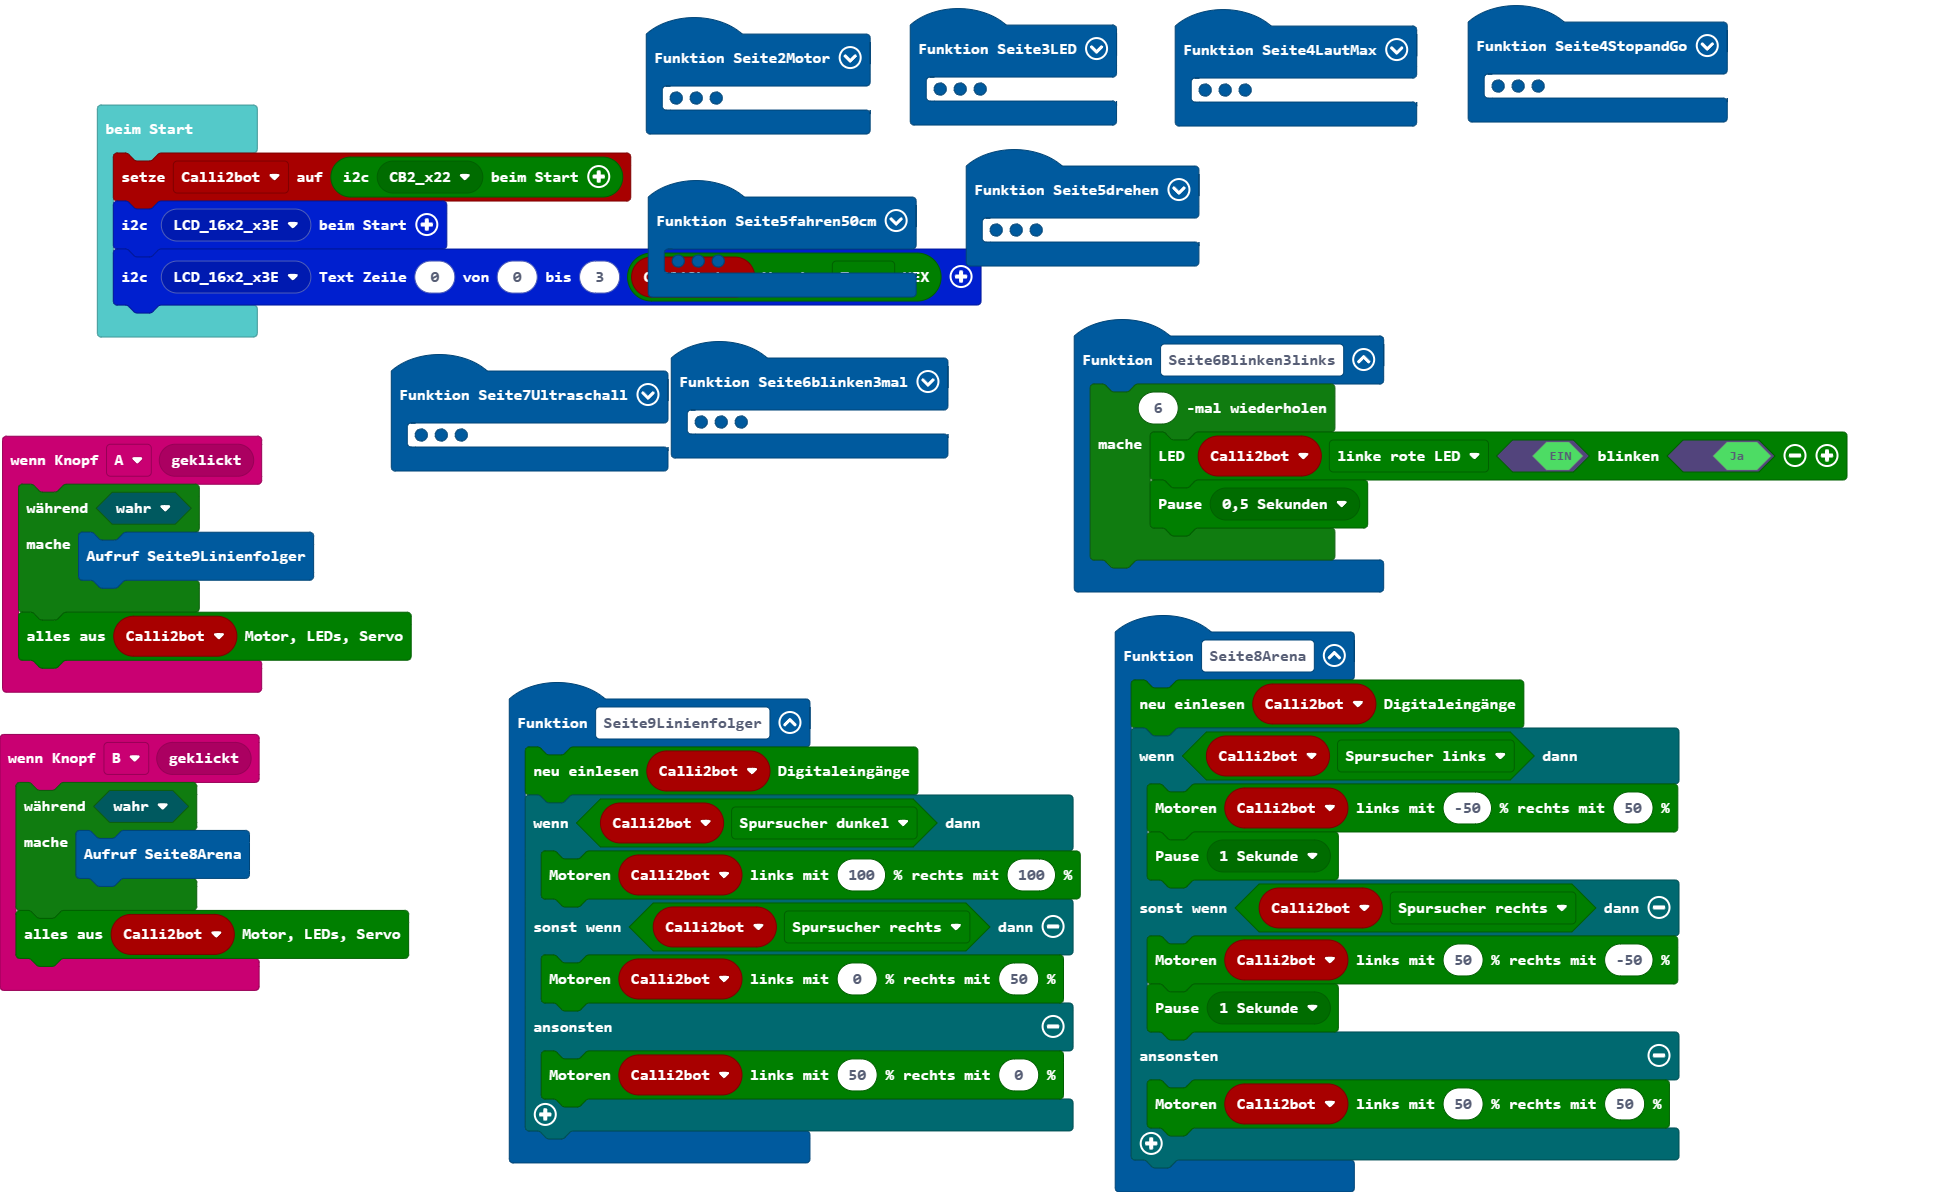 Funktion Seite2Motor
Funktion Seite3LED
Funktion Seite4LautMax
Funktion Seite4StopandGo
beim Start
setze Calli2bot auf i2c CB2_x22 beim Start
i2c LCD_16x2_x3E beim Start
i2c LCD_16x2_x3E Text Zeile 0 von 0 bis 3
Funktion Seite5fahren50cm
Funktion Seite5drehen
Funktion Seite7Ultraschall
Funktion Seite6blinken3mal
Funktion Seite6Blinken3links
6 -mal wiederholen
mache
LED Calli2bot linke rote LED EIN blinken Ja
Pause 0,5 Sekunden
wenn Knopf A geklickt
während wahr
mache Aufruf Seite9Linienfolger
alles aus Calli2bot Motor, LEDs, Servo
wenn Knopf B geklickt
während wahr
mache Aufruf Seite8Arena
alles aus Calli2bot Motor, LEDs, Servo
Funktion Seite9Linienfolger
neu einlesen Calli2bot Digitaleingänge
wenn Calli2bot Spursucher dunkel dann
Motoren Calli2bot links mit 100 % rechts mit 100 %
sonst wenn Calli2bot Spursucher rechts dann
Motoren Calli2bot links mit 0 % rechts mit 50 %
ansonsten
Motoren Calli2bot links mit 50 % rechts mit 0 %
Funktion Seite8Arena
neu einlesen Calli2bot Digitaleingänge
wenn Calli2bot Spursucher links dann
Motoren Calli2bot links mit -50 % rechts mit 50 %
Pause 1 Sekunde
sonst wenn Calli2bot Spursucher rechts dann
Motoren Calli2bot links mit 50 % rechts mit -50 %
Pause 1 Sekunde
ansonsten
Motoren Calli2bot links mit 50 % rechts mit 50 %